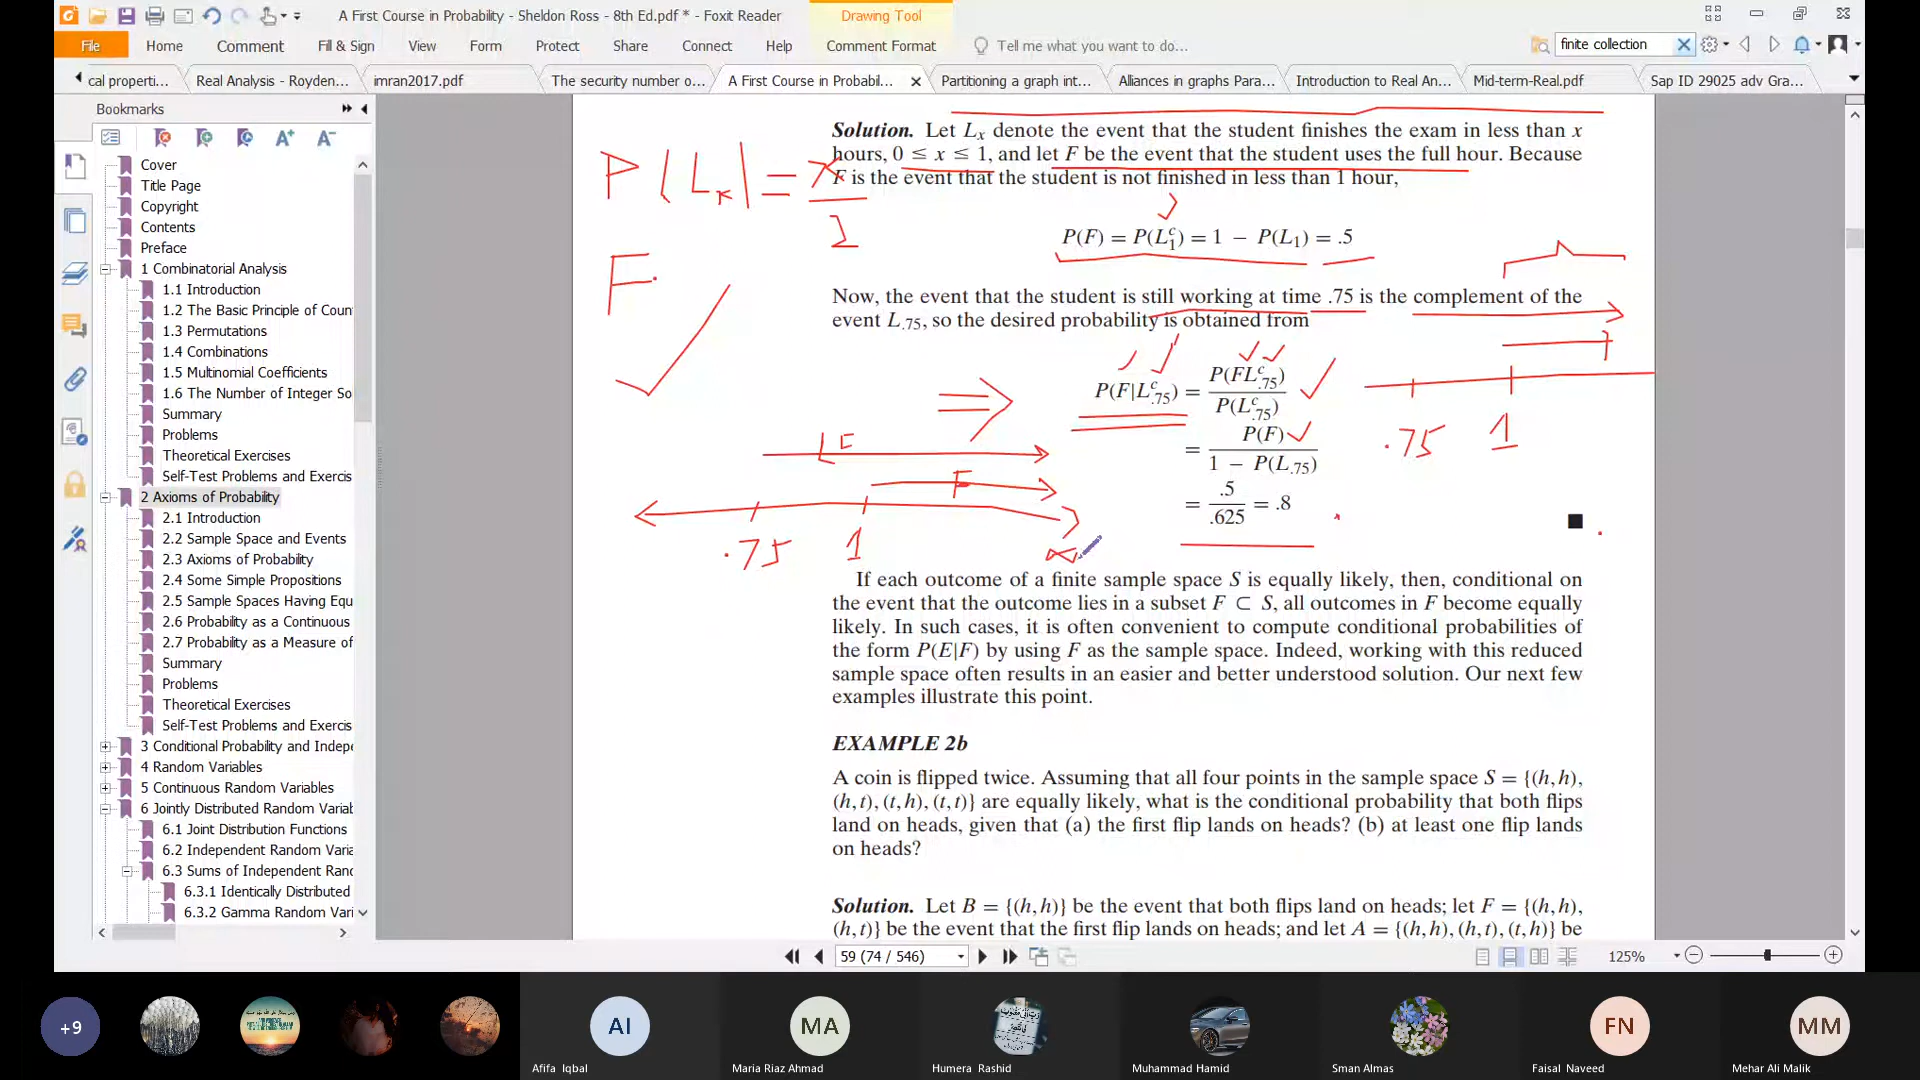 A First Course in Probability - Sheldon Ross - 8th Ed.pdf * - Foxit Reader
Drawing Tool
File Home Comment Fill & Sign View Form Protect Share Connect Help Comment Format Tell me what you want to do... finite collection
cal properti... Real Analysis - Royden... imran2017.pdf The security number o... A First Course in Probabil... Partitioning a graph int... Alliances in graphs Para... Introduction to Real An... Mid-term-Real.pdf Sap ID 29025 adv Gra...
Bookmarks
Cover
Title Page
Copyright
Contents
Preface
1 Combinatorial Analysis
1.1 Introduction
1.2 The Basic Principle of Coun
1.3 Permutations
1.4 Combinations
1.5 Multinomial Coefficients
1.6 The Number of Integer So
Summary
Problems
Theoretical Exercises
Self-Test Problems and Exercis
2 Axioms of Probability
2.1 Introduction
2.2 Sample Space and Events
2.3 Axioms of Probability
2.4 Some Simple Propositions
2.5 Sample Spaces Having Equ
2.6 Probability as a Continuous
2.7 Probability as a Measure of
Summary
Problems
Theoretical Exercises
Self-Test Problems and Exercis
3 Conditional Probability and Indepe
4 Random Variables
5 Continuous Random Variables
6 Jointly Distributed Random Variab
6.1 Joint Distribution Functions
6.2 Independent Random Varia
6.3 Sums of Independent Rand
6.3.1 Identically Distributed
6.3.2 Gamma Random Vari
Solution. Let Lx denote the event that the student finishes the exam in less than x
hours, 0 ≤ x ≤ 1, and let F be the event that the student uses the full hour. Because
F is the event that the student is not finished in less than 1 hour,
P(Lx) = x/2
P(F) = P(L₁ᶜ) = 1 − P(L₁) = .5
F
Now, the event that the student is still working at time .75 is the complement of the
event L.75, so the desired probability is obtained from
P(F|Lᶜ.75) = P(FLᶜ.75)/P(Lᶜ.75)
= P(F)/(1 − P(L.75))
= .5/.625 = .8
.75 1
Lᶜ
F
.75 1 ∞
If each outcome of a finite sample space S is equally likely, then, conditional on
the event that the outcome lies in a subset F ⊂ S, all outcomes in F become equally
likely. In such cases, it is often convenient to compute conditional probabilities of
the form P(E|F) by using F as the sample space. Indeed, working with this reduced
sample space often results in an easier and better understood solution. Our next few
examples illustrate this point.
EXAMPLE 2b
A coin is flipped twice. Assuming that all four points in the sample space S = {(h, h),
(h, t), (t, h), (t, t)} are equally likely, what is the conditional probability that both flips
land on heads, given that (a) the first flip lands on heads? (b) at least one flip lands
on heads?
Solution. Let B = {(h, h)} be the event that both flips land on heads; let F = {(h, h),
(h, t)} be the event that the first flip lands on heads; and let A = {(h, h), (h, t), (t, h)} be
59 (74 / 546)
125%
+9 AI MA FN MM
Afifa Iqbal Maria Riaz Ahmad Humera Rashid Muhammad Hamid Sman Almas Faisal Naveed Mehar Ali Malik